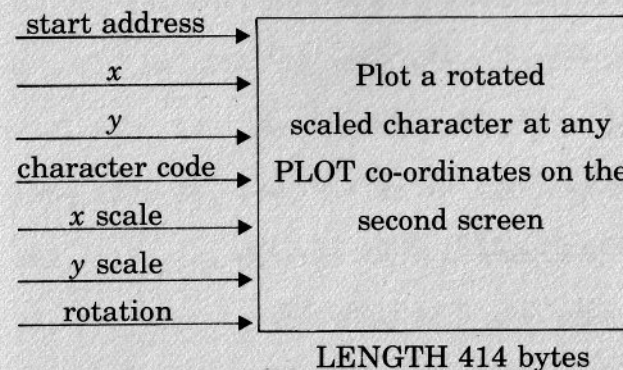 start address
x
y
character code
x scale
y scale
rotation
Plot a rotated
scaled character at any
PLOT co-ordinates on the
second screen
LENGTH 414 bytes